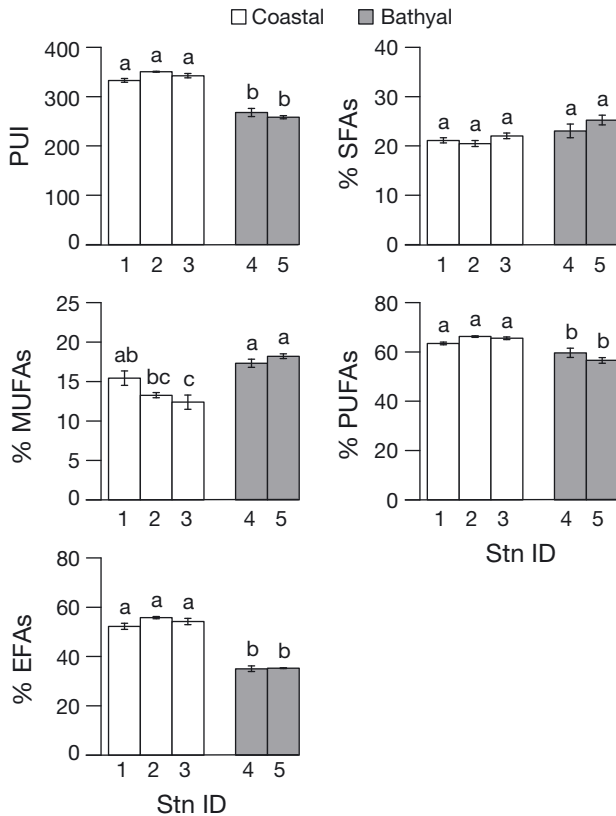 Coastal Bathyal
PUI
400
300
200
100
0
a a a b b
1 2 3 4 5
% SFAs
40
30
20
10
0
a a a a a
1 2 3 4 5
% MUFAs
25
20
15
10
5
0
ab bc c a a
1 2 3 4 5
% PUFAs
80
60
40
20
0
a a a b b
1 2 3 4 5
Stn ID
% EFAs
80
60
40
20
0
a a a b b
1 2 3 4 5
Stn ID